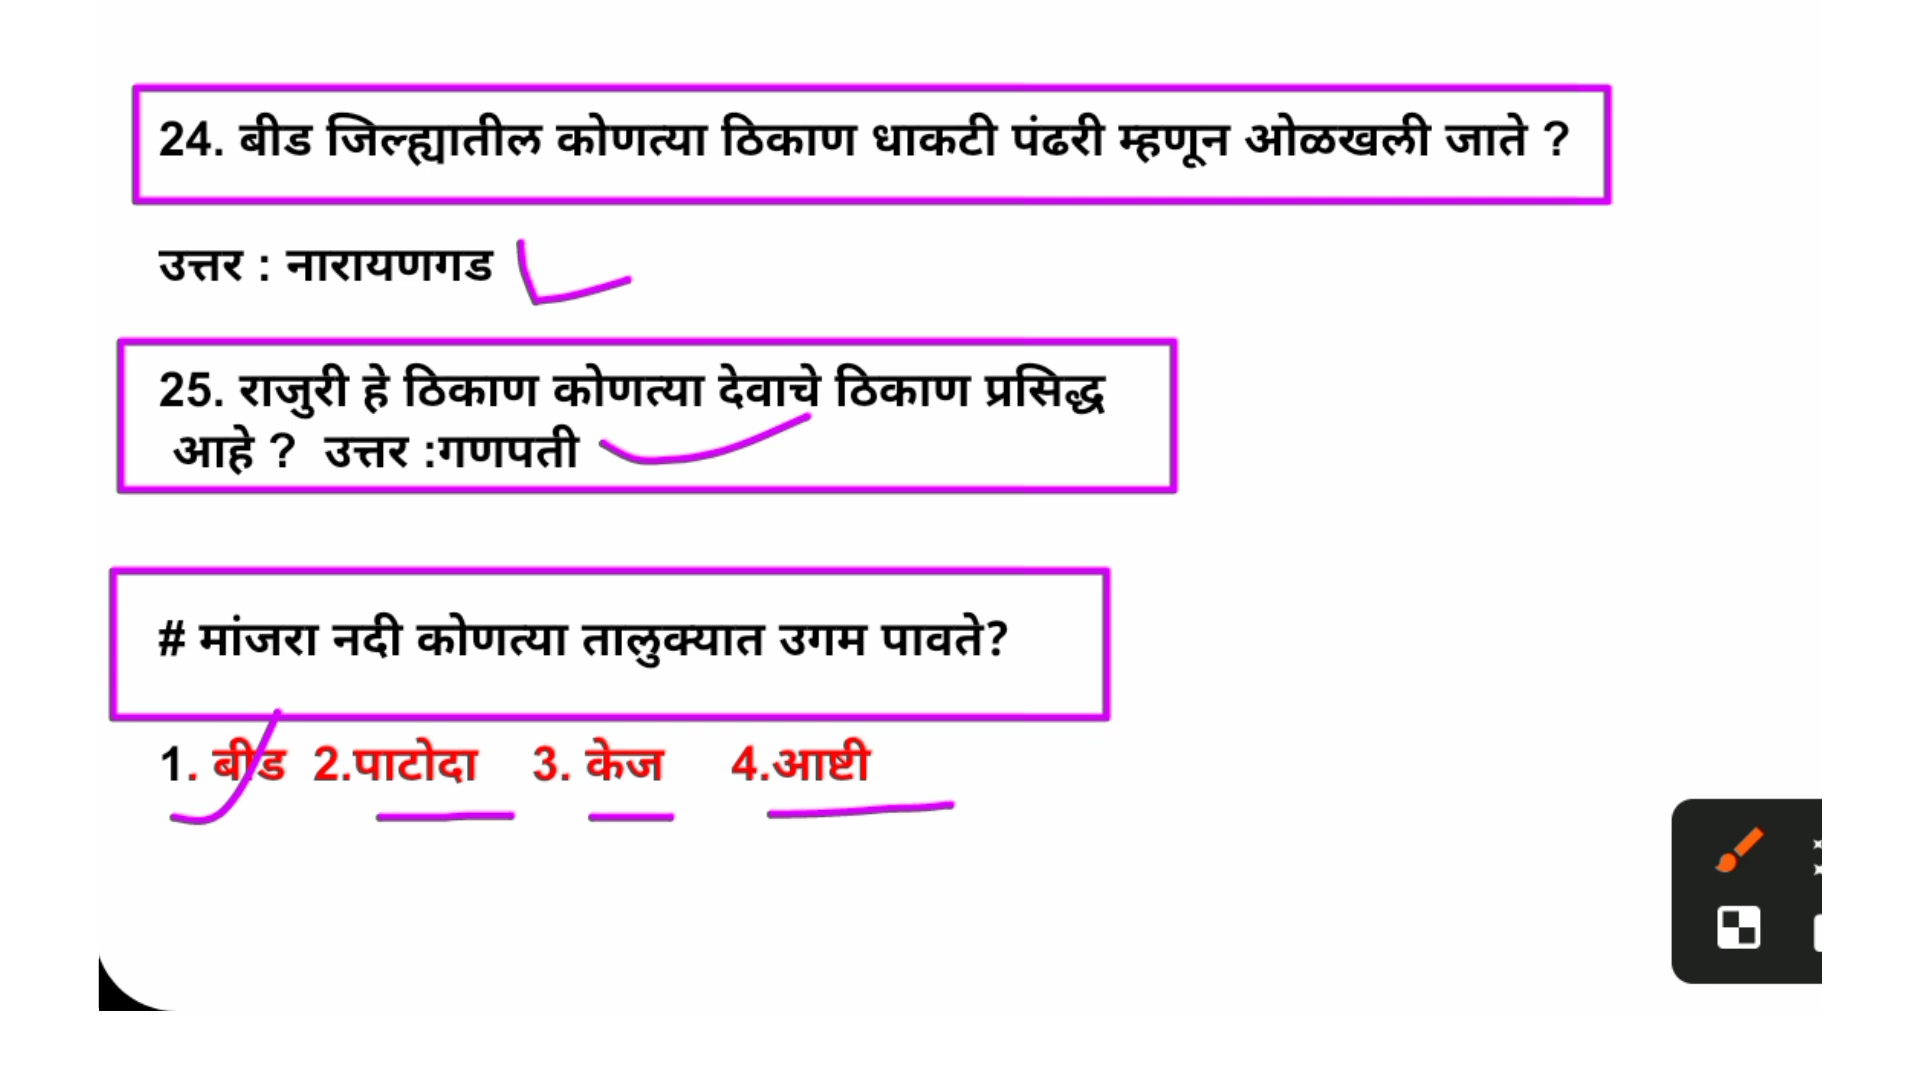 24. बीड जिल्ह्यातील कोणत्या ठिकाण धाकटी पंढरी म्हणून ओळखली जाते ?
उत्तर : नारायणगड
25. राजुरी हे ठिकाण कोणत्या देवाचे ठिकाण प्रसिद्ध
आहे ? उत्तर :गणपती
# मांजरा नदी कोणत्या तालुक्यात उगम पावते?
1. बीड 2.पाटोदा 3. केज 4.आष्टी